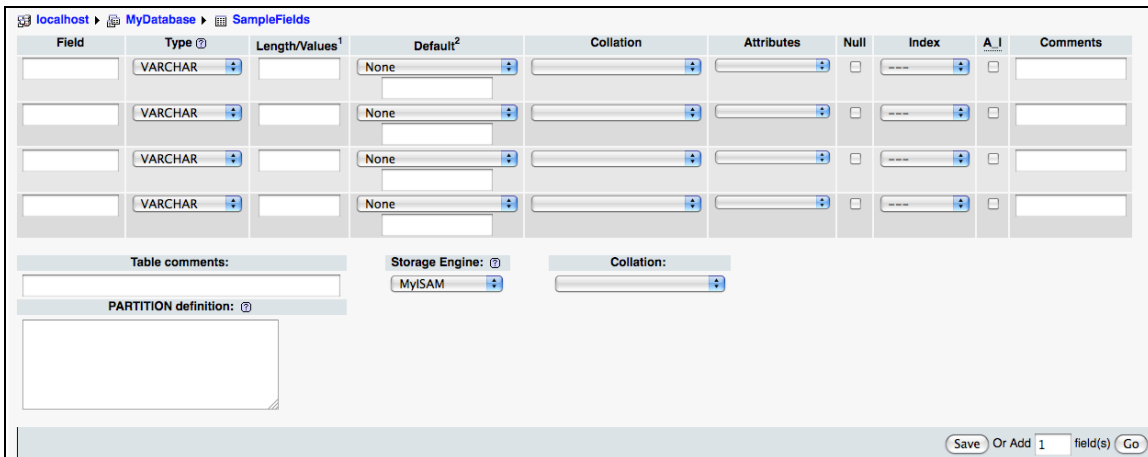 localhost ▸ MyDatabase ▸ SampleFields
Field Type Length/Values1 Default2 Collation Attributes Null Index A_I Comments
VARCHAR None ---
VARCHAR None ---
VARCHAR None ---
VARCHAR None ---
Table comments: Storage Engine: Collation:
MyISAM
PARTITION definition:
Save Or Add 1 field(s) Go